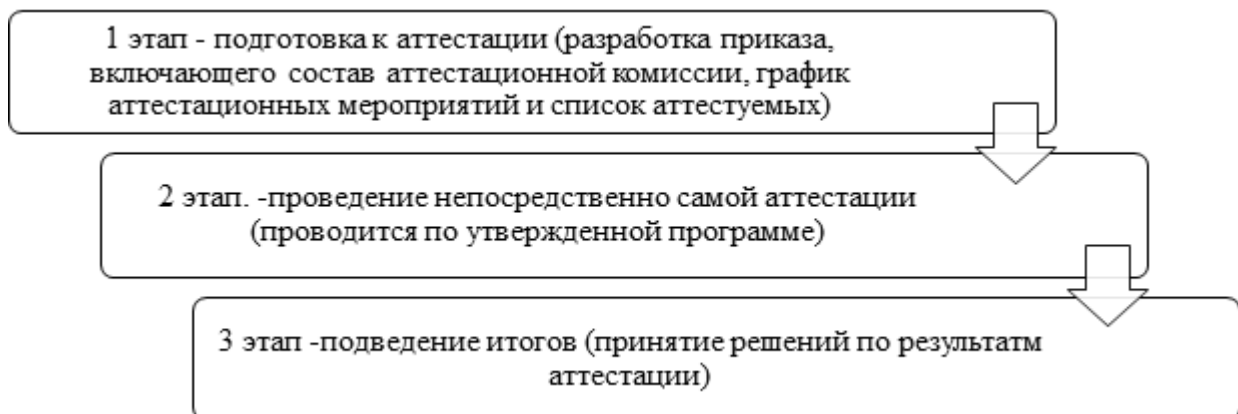 1 этап - подготовка к аттестации (разработка приказа,
включающего состав аттестационной комиссии, график
аттестационных мероприятий и список аттестуемых)
2 этап. -проведение непосредственно самой аттестации
(проводится по утвержденной программе)
3 этап -подведение итогов (принятие решений по результатм
аттестации)